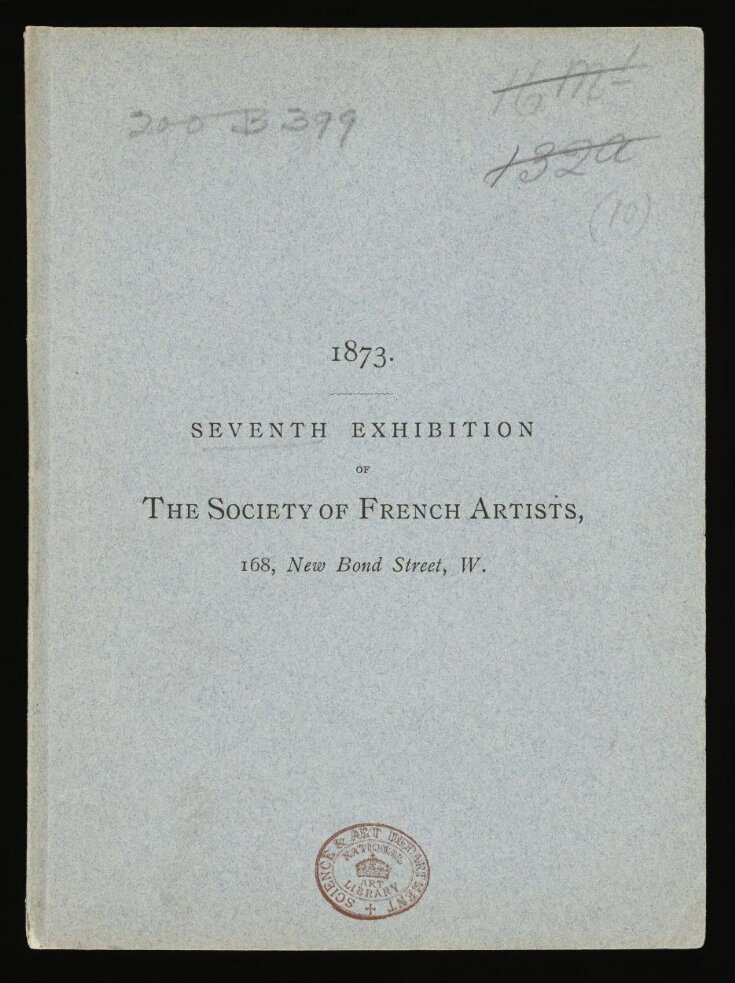 200 B 399
132a
(10)
1873.
SEVENTH EXHIBITION
OF
THE SOCIETY OF FRENCH ARTISTS,
168, New Bond Street, W.
SCIENCE & ART DEPARTMENT
NATIONAL
ART
LIBRARY